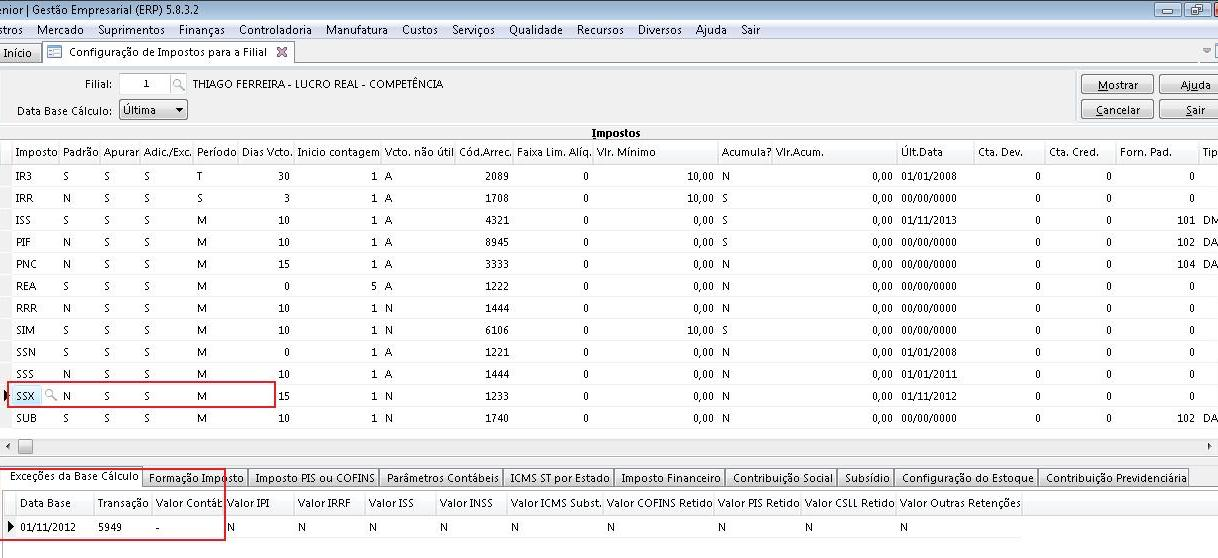 enior | Gestão Empresarial (ERP) 5.8.3.2
stros Mercado Suprimentos Finanças Controladoria Manufatura Custos Serviços Qualidade Recursos Diversos Ajuda Sair
Início Configuração de Impostos para a Filial
Filial: 1 THIAGO FERREIRA - LUCRO REAL - COMPETÊNCIA Mostrar Ajuda
Data Base Cálculo: Última Cancelar Sair
Impostos
Imposto Padrão Apurar Adic./Exc. Período Dias Vcto. Inicio contagem Vcto. não útil Cód.Arrec. Faixa Lim. Alíq. Vlr. Mínimo Acumula? Vlr.Acum. Últ.Data Cta. Dev. Cta. Cred. Forn. Pad. Tip
IR3 S S S T 30 1 A 2089 0 10,00 N 0,00 01/01/2008 0 0 0
IRR N S S S 3 1 A 1708 0 10,00 S 0,00 00/00/0000 0 0 0
ISS S S S M 10 1 A 4321 0 0,00 N 0,00 01/11/2013 0 0 101 DM
PIF N S S M 10 1 A 8945 0 0,00 S 0,00 00/00/0000 0 0 102 DA
PNC N S S M 15 1 A 3333 0 0,00 N 0,00 00/00/0000 0 0 104 DA
REA S S S M 0 5 A 1222 0 0,00 N 0,00 00/00/0000 0 0 0
RRR N S S M 10 1 N 1444 0 0,00 N 0,00 00/00/0000 0 0 0
SIM S S S M 10 1 N 6106 0 10,00 S 0,00 00/00/0000 0 0 0
SSN S S S M 0 1 A 1221 0 0,00 N 0,00 01/01/2008 0 0 0
SSS N S S M 10 1 A 1444 0 0,00 N 0,00 01/01/2011 0 0 0
SSX N S S M 15 1 N 1233 0 0,00 N 0,00 01/11/2012 0 0 0
SUB S S S M 10 1 N 1740 0 0,00 N 0,00 00/00/0000 0 0 102 DA
Exceções da Base Cálculo Formação Imposto Imposto PIS ou COFINS Parâmetros Contábeis ICMS ST por Estado Imposto Financeiro Contribuição Social Subsídio Configuração do Estoque Contribuição Previdenciária
Data Base Transação Valor Contáb Valor IPI Valor IRRF Valor ISS Valor INSS Valor ICMS Subst. Valor COFINS Retido Valor PIS Retido Valor CSLL Retido Valor Outras Retenções
01/11/2012 5949 - N N N N N N N N N